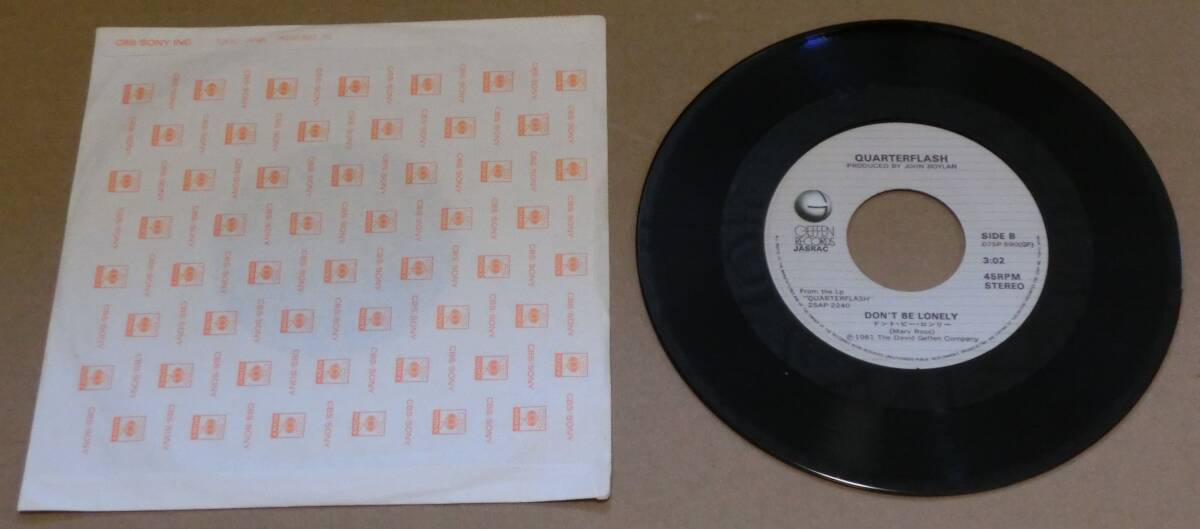 CBS/SONY INC.
CBS·SONY
QUARTERFLASH
PRODUCED BY JOHN BOYLAN
GEFFEN
RECORDS
JASRAC
SIDE B
07SP 590(GF)
3:02
45RPM
STEREO
From the Lp
"QUARTERFLASH"
25AP 2240
DON'T BE LONELY
ドント・ビー・ロンリー
(Marv Ross)
℗1981 The David Geffen Company